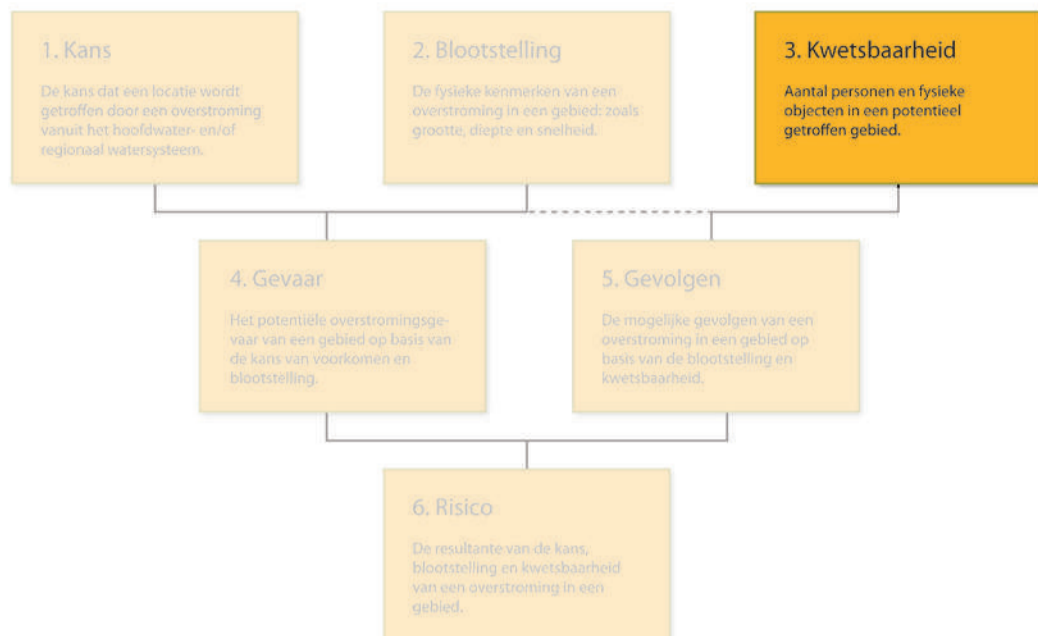 1. Kans
De kans dat een locatie wordt
getroffen door een overstroming
vanuit het hoofdwater- en/of
regionaal watersysteem.
2. Blootstelling
De fysieke kenmerken van een
overstroming in een gebied: zoals
grootte, diepte en snelheid.
3. Kwetsbaarheid
Aantal personen en fysieke
objecten in een potentieel
getroffen gebied.
4. Gevaar
Het potentiële overstromingsge-
vaar van een gebied op basis van
de kans van voorkomen en
blootstelling.
5. Gevolgen
De mogelijke gevolgen van een
overstroming in een gebied op
basis van de blootstelling en
kwetsbaarheid.
6. Risico
De resultante van de kans,
blootstelling en kwetsbaarheid
van een overstroming in een
gebied.